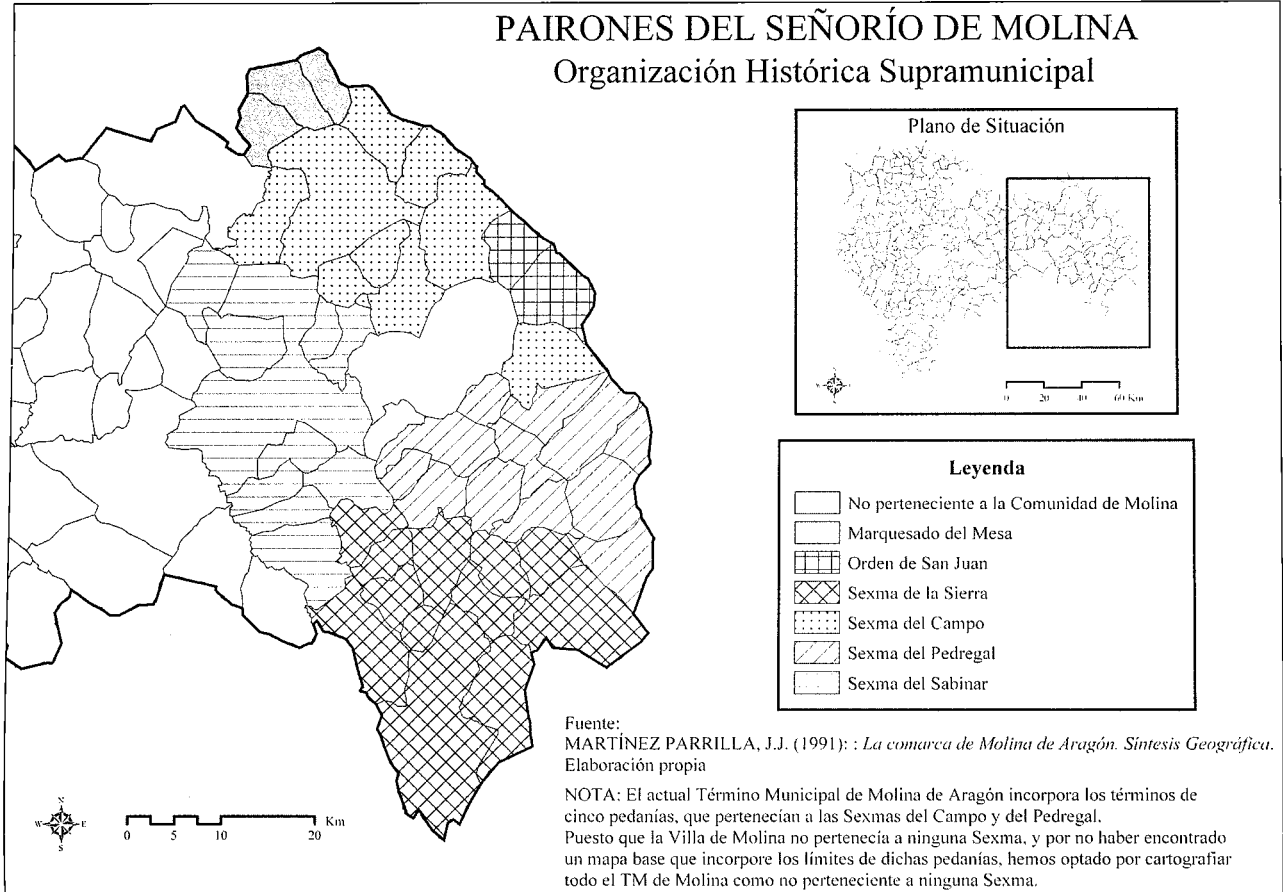 PAIRONES DEL SEÑORÍO DE MOLINA
Organización Histórica Supramunicipal
Plano de Situación
0 20 40 60 Km
Leyenda
No perteneciente a la Comunidad de Molina
Marquesado del Mesa
Orden de San Juan
Sexma de la Sierra
Sexma del Campo
Sexma del Pedregal
Sexma del Sabinar
Fuente:
MARTÍNEZ PARRILLA, J.J. (1991): : La comarca de Molina de Aragón. Síntesis Geográfica.
Elaboración propia
NOTA: El actual Término Municipal de Molina de Aragón incorpora los términos de
cinco pedanías, que pertenecían a las Sexmas del Campo y del Pedregal.
Puesto que la Villa de Molina no pertenecía a ninguna Sexma, y por no haber encontrado
un mapa base que incorpore los límites de dichas pedanías, hemos optado por cartografiar
todo el TM de Molina como no perteneciente a ninguna Sexma.
N
W E
S
0 5 10 20 Km